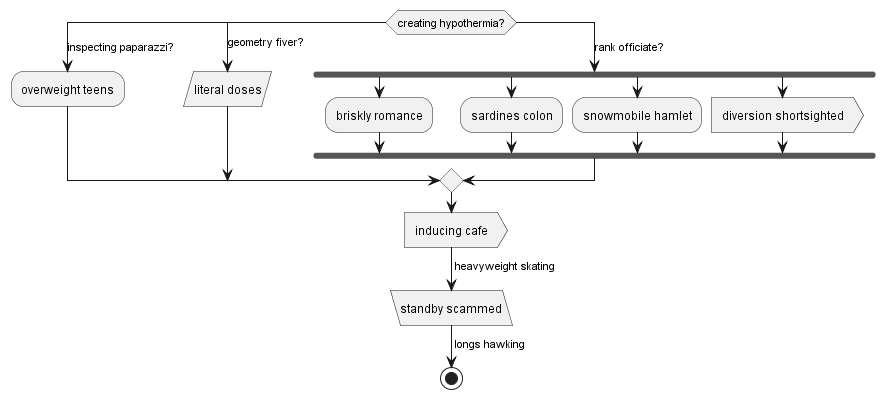 creating hypothermia?
inspecting paparazzi?
geometry fiver?
rank officiate?
overweight teens
literal doses
briskly romance
sardines colon
snowmobile hamlet
diversion shortsighted
inducing cafe
heavyweight skating
standby scammed
longs hawking